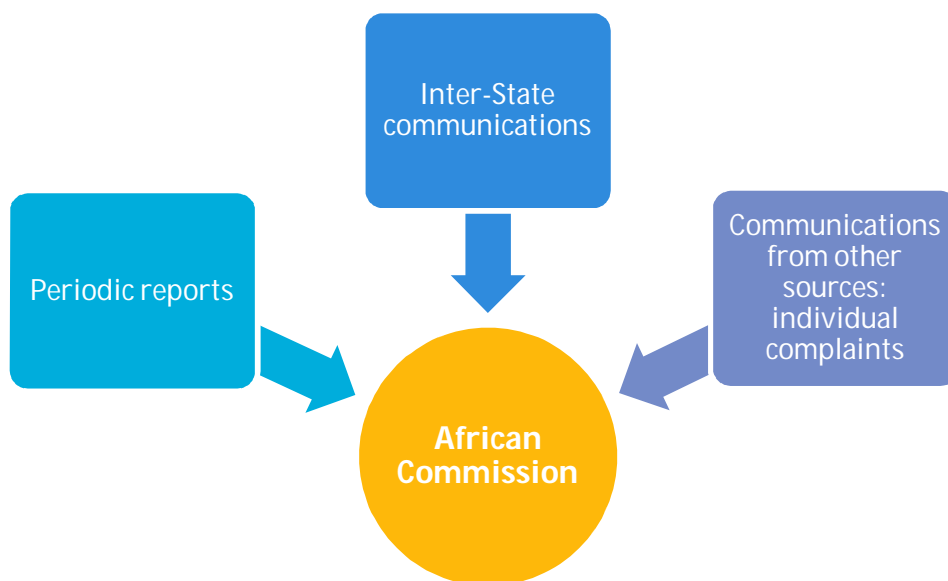 Inter-State
communications
Periodic reports
Communications
from other
sources:
individual
complaints
African
Commission